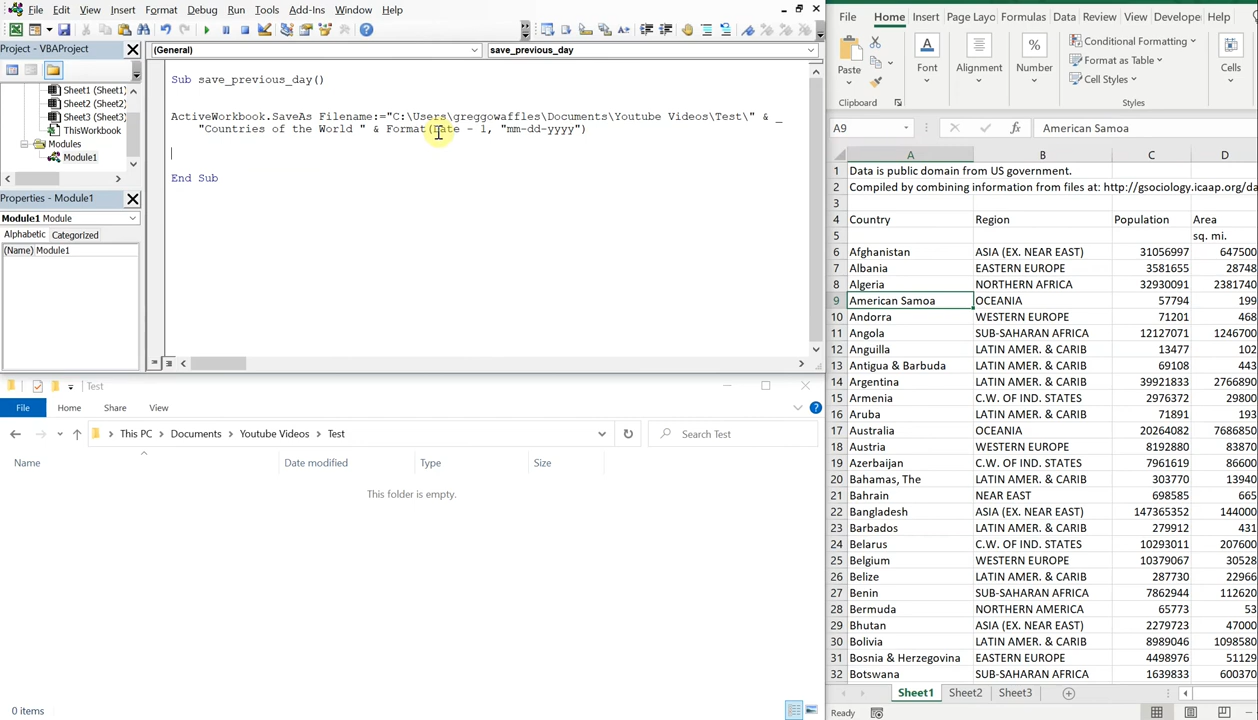 File Edit View Insert Format Debug Run Tools Add-Ins Window Help
Project - VBAProject
Sheet1 (Sheet1)
Sheet2 (Sheet2)
Sheet3 (Sheet3)
ThisWorkbook
Modules
Module1
Properties - Module1
Module1 Module
Alphabetic Categorized
(Name) Module1
(General) save_previous_day
Sub save_previous_day()
ActiveWorkbook.SaveAs Filename:="C:\Users\greggowaffles\Documents\Youtube Videos\Test\" & _
"Countries of the World " & Format(Date - 1, "mm-dd-yyyy")
End Sub
Test
File Home Share View
This PC Documents Youtube Videos Test
Search Test
Name Date modified Type Size
This folder is empty.
0 items
File Home Insert Page Layo Formulas Data Review View Develope Help
Paste Font Alignment Number Conditional Formatting
Format as Table
Cell Styles
Cells
Clipboard Styles
A9 fx American Samoa
A B C D
1 Data is public domain from US government.
2 Compiled by combining information from files at: http://gsociology.icaap.org/da
3
4 Country Region Population Area
5 sq. mi.
6 Afghanistan ASIA (EX. NEAR EAST) 31056997 647500
7 Albania EASTERN EUROPE 3581655 28748
8 Algeria NORTHERN AFRICA 32930091 2381740
9 American Samoa OCEANIA 57794 199
10 Andorra WESTERN EUROPE 71201 468
11 Angola SUB-SAHARAN AFRICA 12127071 1246700
12 Anguilla LATIN AMER. & CARIB 13477 102
13 Antigua & Barbuda LATIN AMER. & CARIB 69108 443
14 Argentina LATIN AMER. & CARIB 39921833 2766890
15 Armenia C.W. OF IND. STATES 2976372 29800
16 Aruba LATIN AMER. & CARIB 71891 193
17 Australia OCEANIA 20264082 7686850
18 Austria WESTERN EUROPE 8192880 83870
19 Azerbaijan C.W. OF IND. STATES 7961619 86600
20 Bahamas, The LATIN AMER. & CARIB 303770 13940
21 Bahrain NEAR EAST 698585 665
22 Bangladesh ASIA (EX. NEAR EAST) 147365352 144000
23 Barbados LATIN AMER. & CARIB 279912 431
24 Belarus C.W. OF IND. STATES 10293011 207600
25 Belgium WESTERN EUROPE 10379067 30528
26 Belize LATIN AMER. & CARIB 287730 22966
27 Benin SUB-SAHARAN AFRICA 7862944 112620
28 Bermuda NORTHERN AMERICA 65773 53
29 Bhutan ASIA (EX. NEAR EAST) 2279723 47000
30 Bolivia LATIN AMER. & CARIB 8989046 1098580
31 Bosnia & Herzegovina EASTERN EUROPE 4498976 51129
32 Botswana SUB-SAHARAN AFRICA 1639833 600370
Sheet1 Sheet2 Sheet3
Ready